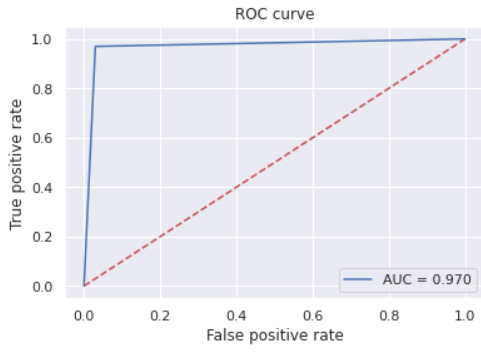 ROC curve
True positive rate
1.0
0.8
0.6
0.4
0.2
0.0
0.0 0.2 0.4 0.6 0.8 1.0
False positive rate
AUC = 0.970